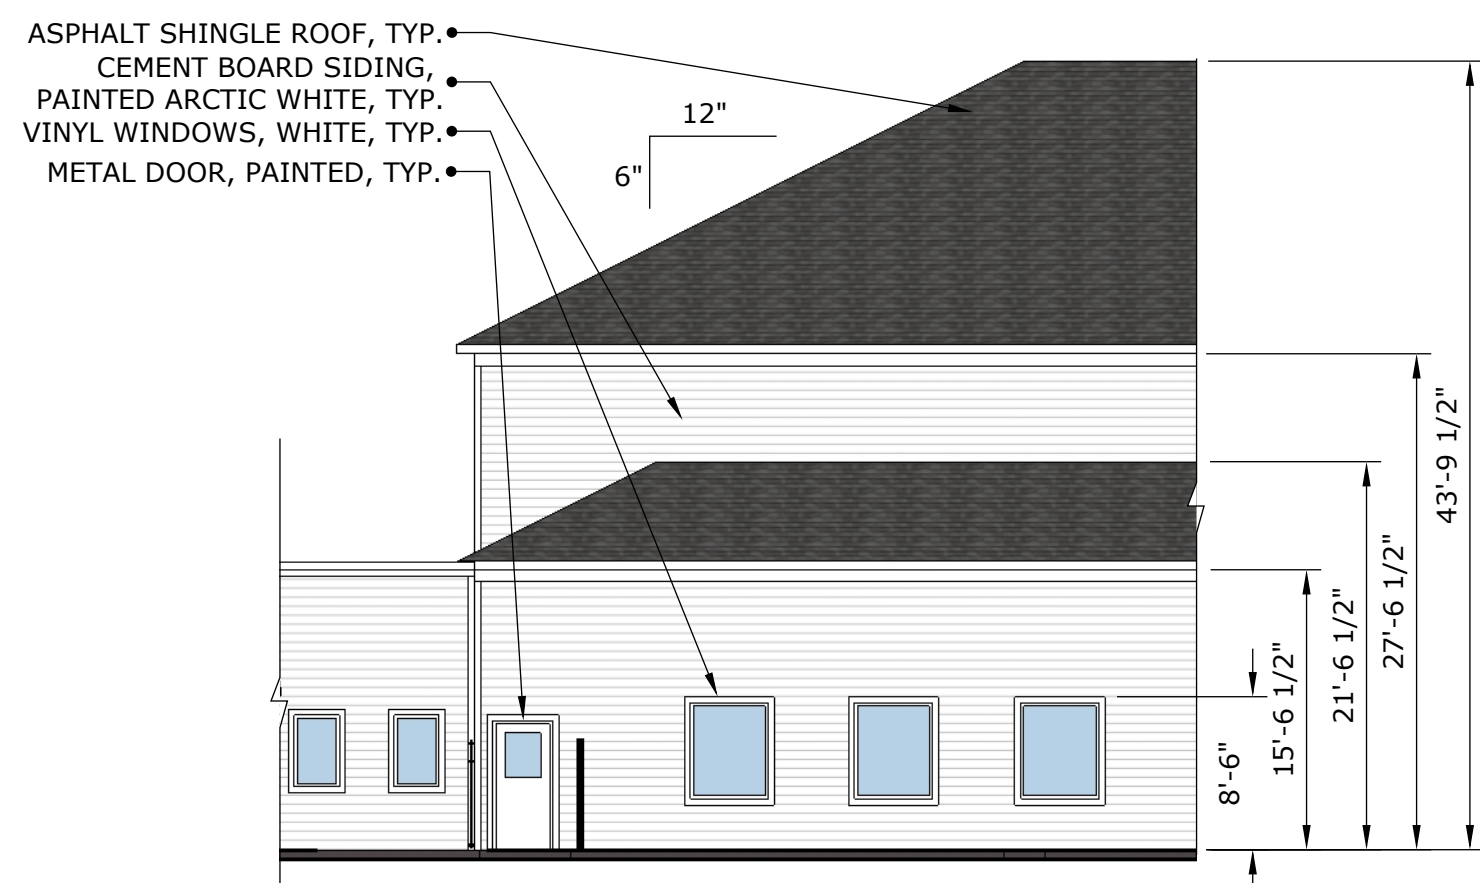 ASPHALT SHINGLE ROOF, TYP.
CEMENT BOARD SIDING,
PAINTED ARCTIC WHITE, TYP.
VINYL WINDOWS, WHITE, TYP.
METAL DOOR, PAINTED, TYP.
12"
6"
8'-6"
15'-6 1/2"
21'-6 1/2"
27'-6 1/2"
43'-9 1/2"